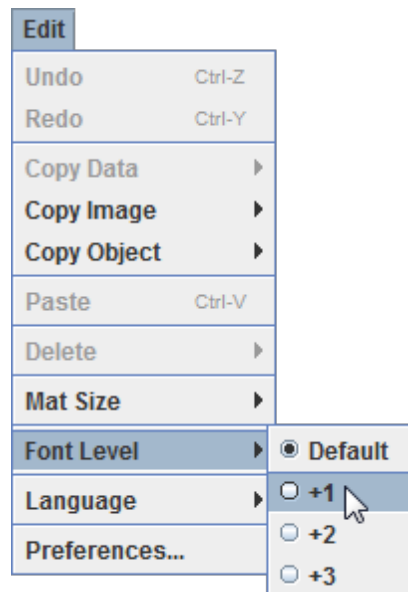 Edit
Undo Ctrl-Z
Redo Ctrl-Y
Copy Data
Copy Image
Copy Object
Paste Ctrl-V
Delete
Mat Size
Font Level
Default
+1
Language
+2
Preferences...
+3